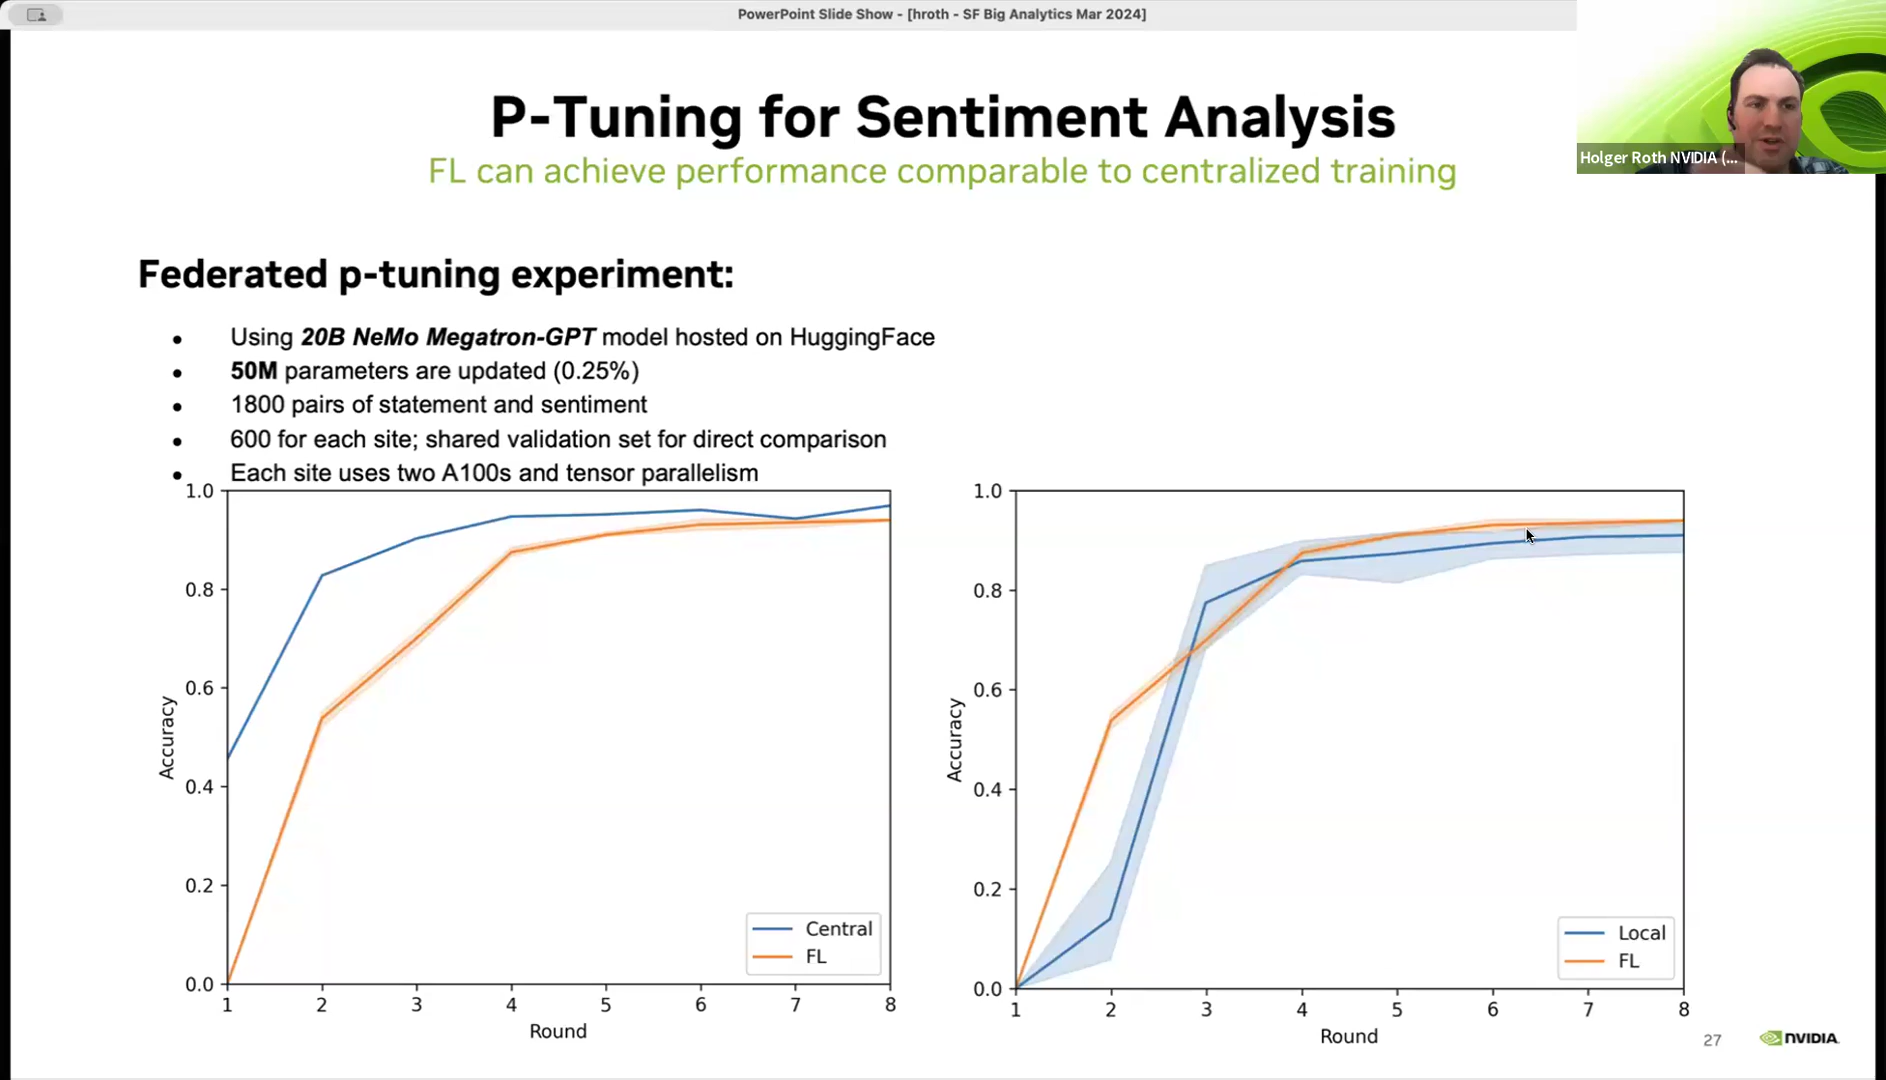 PowerPoint Slide Show - [hroth - SF Big Analytics Mar 2024]
Holger Roth NVIDIA (...
P-Tuning for Sentiment Analysis
FL can achieve performance comparable to centralized training
Federated p-tuning experiment:
• Using 20B NeMo Megatron-GPT model hosted on HuggingFace
• 50M parameters are updated (0.25%)
• 1800 pairs of statement and sentiment
• 600 for each site; shared validation set for direct comparison
• Each site uses two A100s and tensor parallelism
1.0
0.8
0.6
0.4
0.2
0.0
Accuracy
1 2 3 4 5 6 7 8
Round
Central
FL
1.0
0.8
0.6
0.4
0.2
0.0
Accuracy
1 2 3 4 5 6 7 8
Round
Local
FL
27
NVIDIA